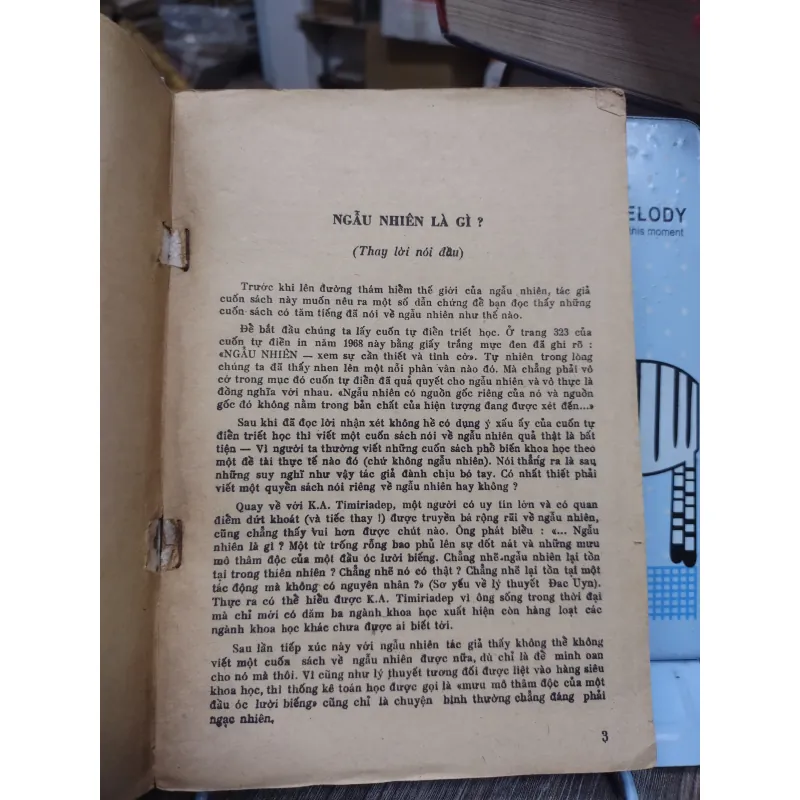 NGẪU NHIÊN LÀ GÌ ?
(Thay lời nói đầu)
Trước khi lên đường thám hiểm thế giới của ngẫu nhiên, tác giả
cuốn sách này muốn nêu ra một số dẫn chứng để bạn đọc thấy những
cuốn sách có tăm tiếng đã nói về ngẫu nhiên như thế nào.
Để bắt đầu chúng ta lấy cuốn tự điển triết học. Ở trang 323 của
cuốn tự điển in năm 1968 này bằng giấy trắng mực đen đã ghi rõ :
«NGẪU NHIÊN — xem sự cần thiết và tình cờ». Tự nhiên trong lòng
chúng ta đã thấy nhen lên một nỗi phân vân nào đó. Mà chẳng phải vô
cớ trong mục đó cuốn tự điển đã quả quyết cho ngẫu nhiên và vô thực là
đồng nghĩa với nhau. «Ngẫu nhiên có nguồn gốc riêng của nó và nguồn
gốc đó không nằm trong bản chất của hiện tượng đang được xét đến...»
Sau khi đã đọc lời nhận xét không hề có dụng ý xấu ấy của cuốn tự
điển triết học thì viết một cuốn sách nói về ngẫu nhiên quả thật là bất
tiện — Vì người ta thường viết những cuốn sách phổ biến khoa học theo
một đề tài thực tế nào đó (chứ không ngẫu nhiên). Nói thẳng ra là sau
những suy nghĩ như vậy tác giả đành chịu bó tay. Có nhất thiết phải
viết một quyển sách nói riêng về ngẫu nhiên hay không ?
Quay về với K.A. Timiriadep, một người có uy tín lớn và có quan
điểm dứt khoát (và tiếc thay !) được truyền bá rộng rãi về ngẫu nhiên,
cũng chẳng thấy vui hơn được chút nào. Ông phát biểu : «... Ngẫu
nhiên là gì ? Một từ trống rỗng bao phủ lên sự dốt nát và những mưu
mô thâm độc của một đầu óc lười biếng. Chẳng nhẽ-ngẫu nhiên lại tồn
tại trong thiên nhiên ? Chẳng nhẽ nó có thật ? Chẳng nhẽ lại tồn tại một
tác động mà không có nguyên nhân ?» (Sơ yếu về lý thuyết Đac Uyn).
Thực ra có thể hiểu được K.A. Timiriadep vì ông sống trong thời đại
mà chỉ mới có dăm ba ngành khoa học xuất hiện còn hàng loạt các
ngành khoa học khác chưa được ai biết tới.
Sau lần tiếp xúc này với ngẫu nhiên tác giả thấy không thể không
viết một cuốn sách về ngẫu nhiên được nữa, dù chỉ là để minh oan
cho nó mà thôi. Vì cũng như lý thuyết tương đối được liệt vào hàng siêu
khoa học, thì thống kê toán học được gọi là «mưu mô thâm độc của một
đầu óc lười biếng» cũng chỉ là chuyện bình thường chẳng đáng phải
ngạc nhiên.
3
ELODY
this moment